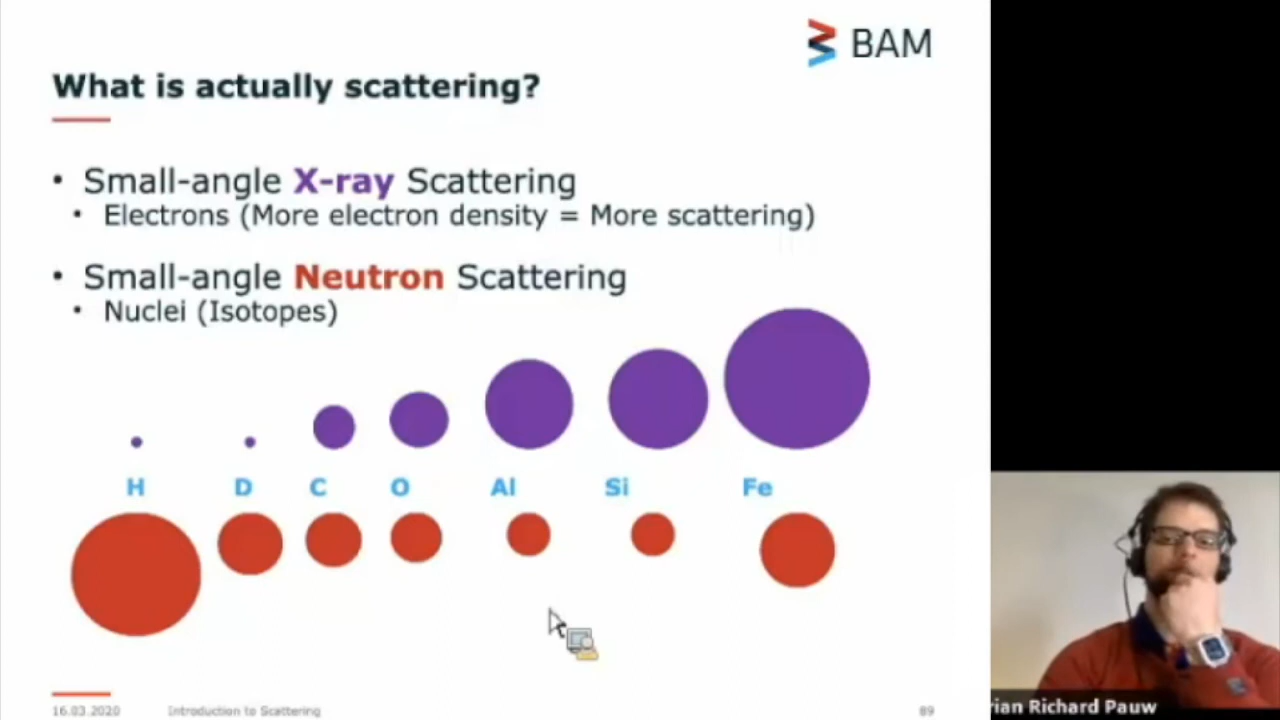 BAM
What is actually scattering?
• Small-angle X-ray Scattering
• Electrons (More electron density = More scattering)
• Small-angle Neutron Scattering
• Nuclei (Isotopes)
H D C O Al Si Fe
16.03.2020 Introduction to Scattering 89
rian Richard Pauw